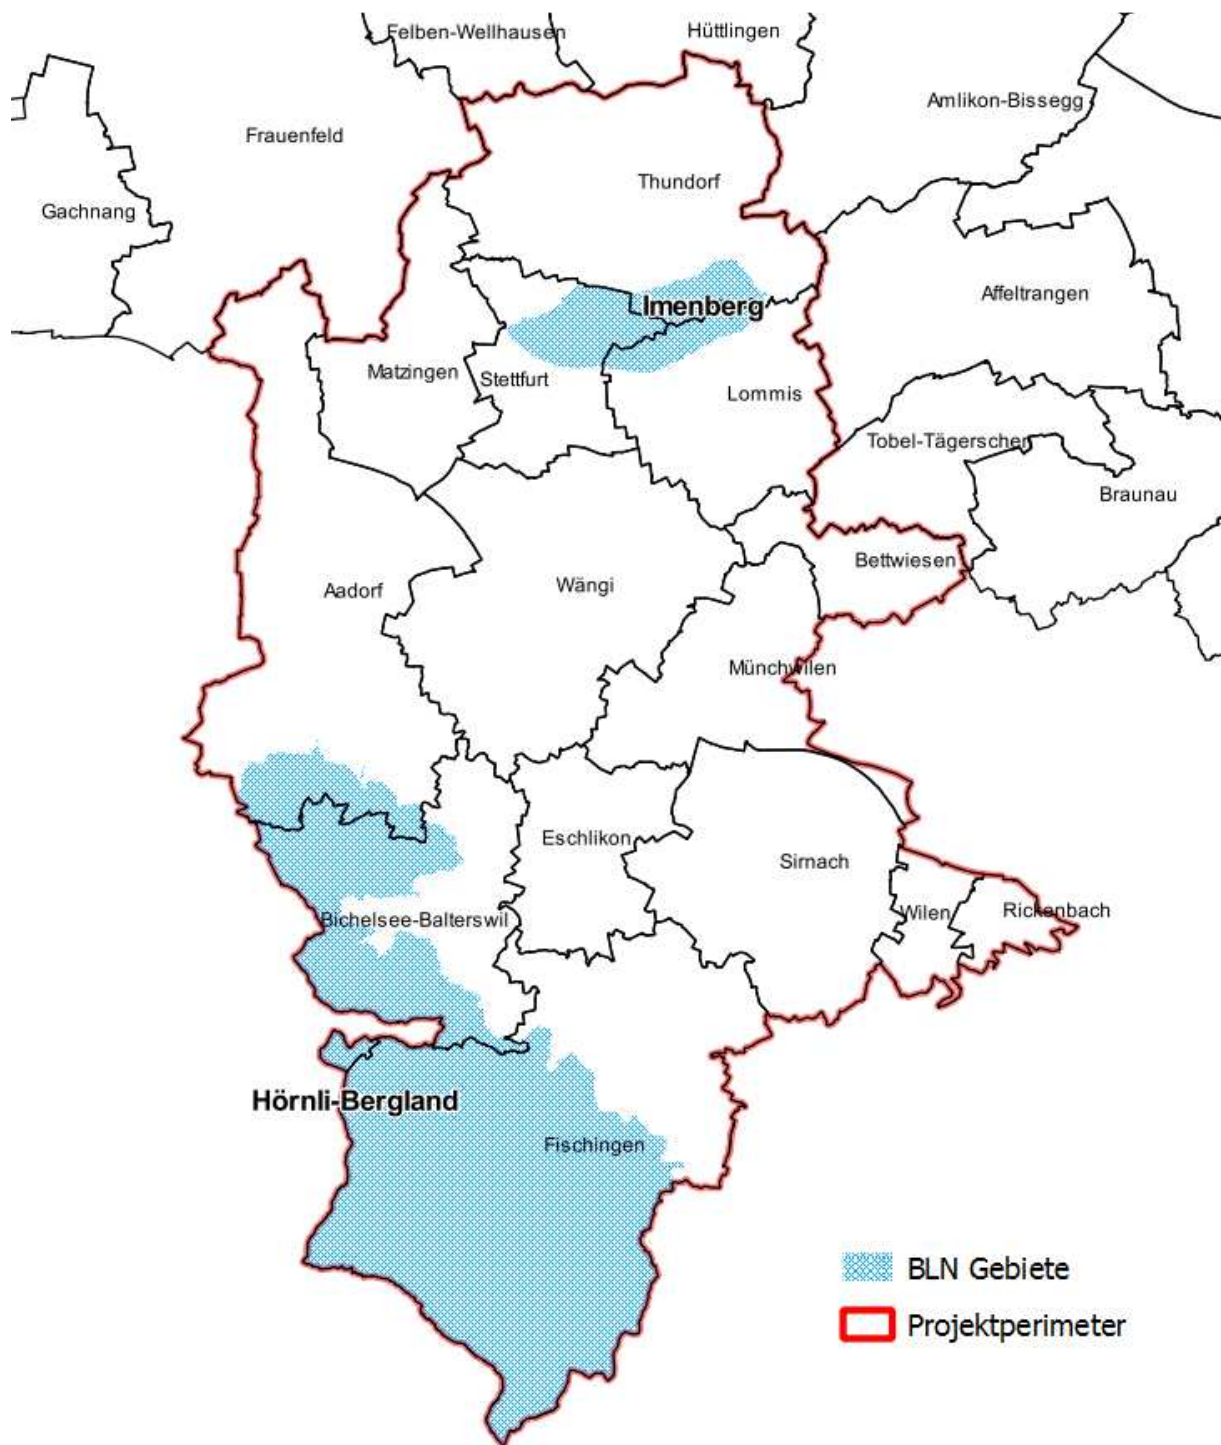 Felben-Wellhausen
Hüttlingen
Amlikon-Bissegg
Frauenfeld
Thundorf
Gachnang
Affeltrangen
Imenberg
Matzingen
Stettfurt
Lommis
Tobel-Tägerschen
Braunau
Bettwiesen
Wängi
Aadorf
Münchwilen
Eschlikon
Sirnach
Wilen
Rickenbach
Bichelsee-Balterswil
Hörnli-Bergland
Fischingen
BLN Gebiete
Projektperimeter